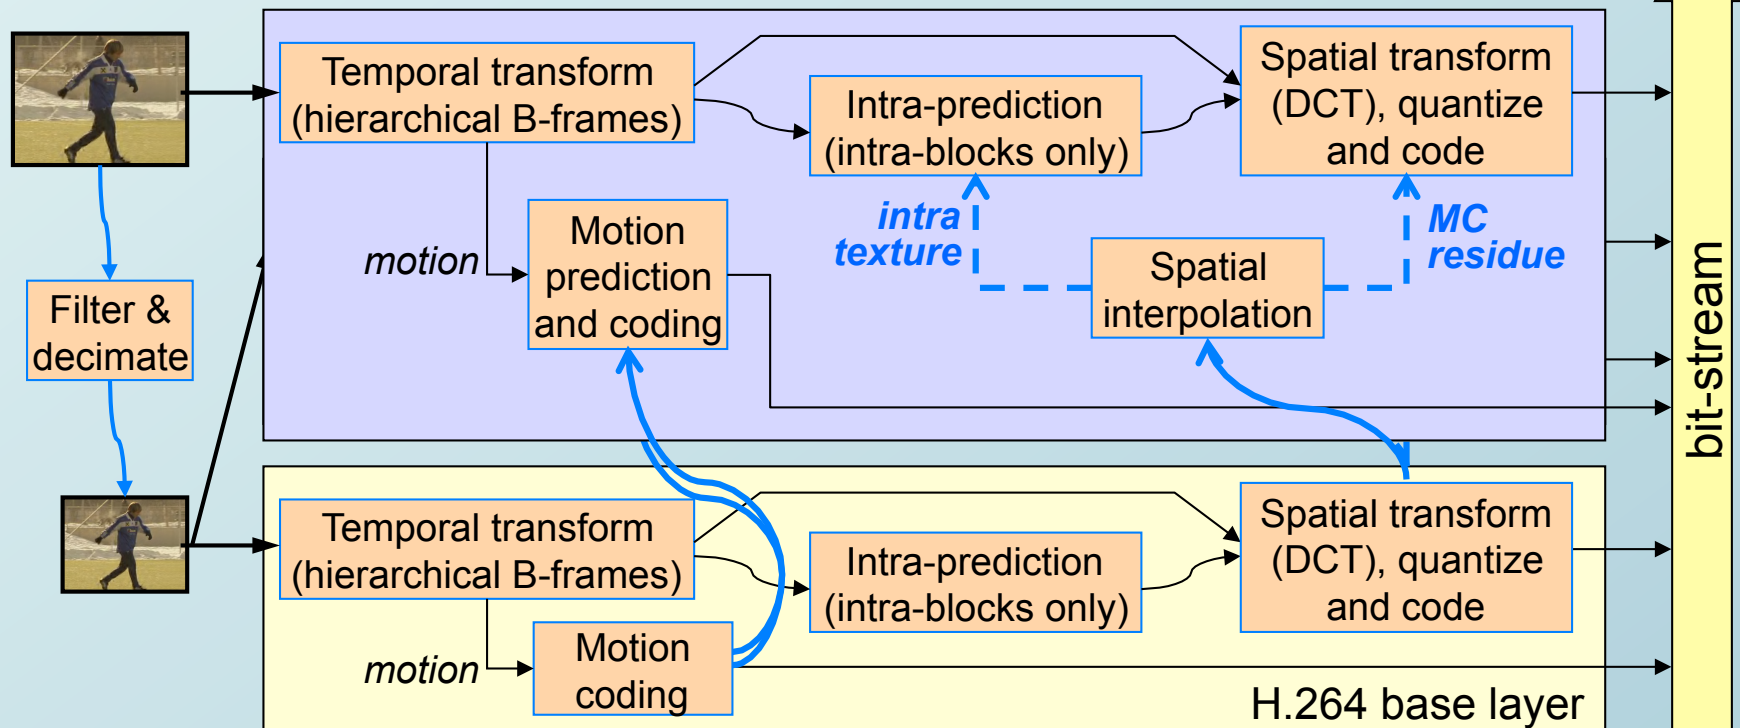 Temporal transform
(hierarchical B-frames)
Intra-prediction
(intra-blocks only)
Spatial transform
(DCT), quantize
and code
motion
Motion
prediction
and coding
intra
texture
MC
residue
Spatial
interpolation
Filter &
decimate
bit-stream
Temporal transform
(hierarchical B-frames)
Intra-prediction
(intra-blocks only)
Spatial transform
(DCT), quantize
and code
motion
Motion
coding
H.264 base layer